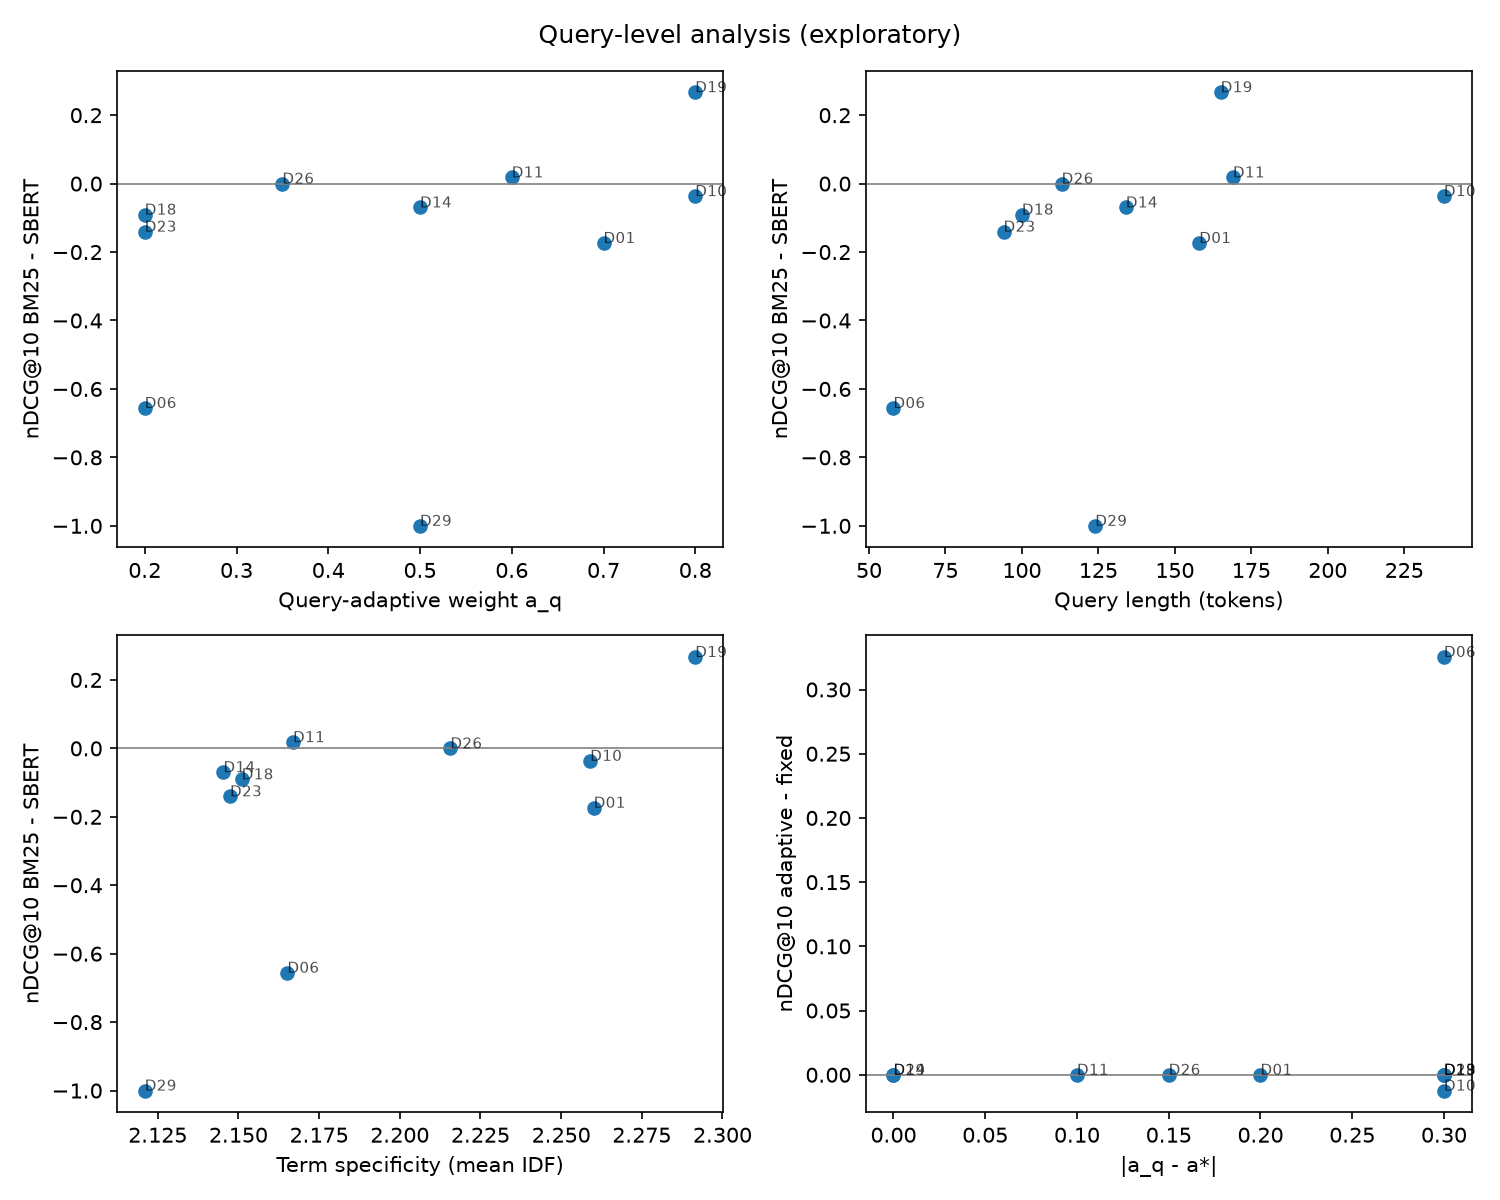 Query-level analysis (exploratory)
nDCG@10 BM25 - SBERT
0.2
0.0
−0.2
−0.4
−0.6
−0.8
−1.0
D19
D26
D11
D10
D18
D14
D23
D01
D06
D29
0.2 0.3 0.4 0.5 0.6 0.7 0.8
Query-adaptive weight a_q
nDCG@10 BM25 - SBERT
0.2
0.0
−0.2
−0.4
−0.6
−0.8
−1.0
D19
D26
D11
D10
D18
D14
D23
D01
D06
D29
50 75 100 125 150 175 200 225
Query length (tokens)
nDCG@10 BM25 - SBERT
0.2
0.0
−0.2
−0.4
−0.6
−0.8
−1.0
D19
D11
D26
D10
D14
D18
D23
D01
D06
D29
2.125 2.150 2.175 2.200 2.225 2.250 2.275 2.300
Term specificity (mean IDF)
nDCG@10 adaptive - fixed
0.30
0.25
0.20
0.15
0.10
0.05
0.00
D06
D11
D26
D01
D10
0.00 0.05 0.10 0.15 0.20 0.25 0.30
|a_q - a*|